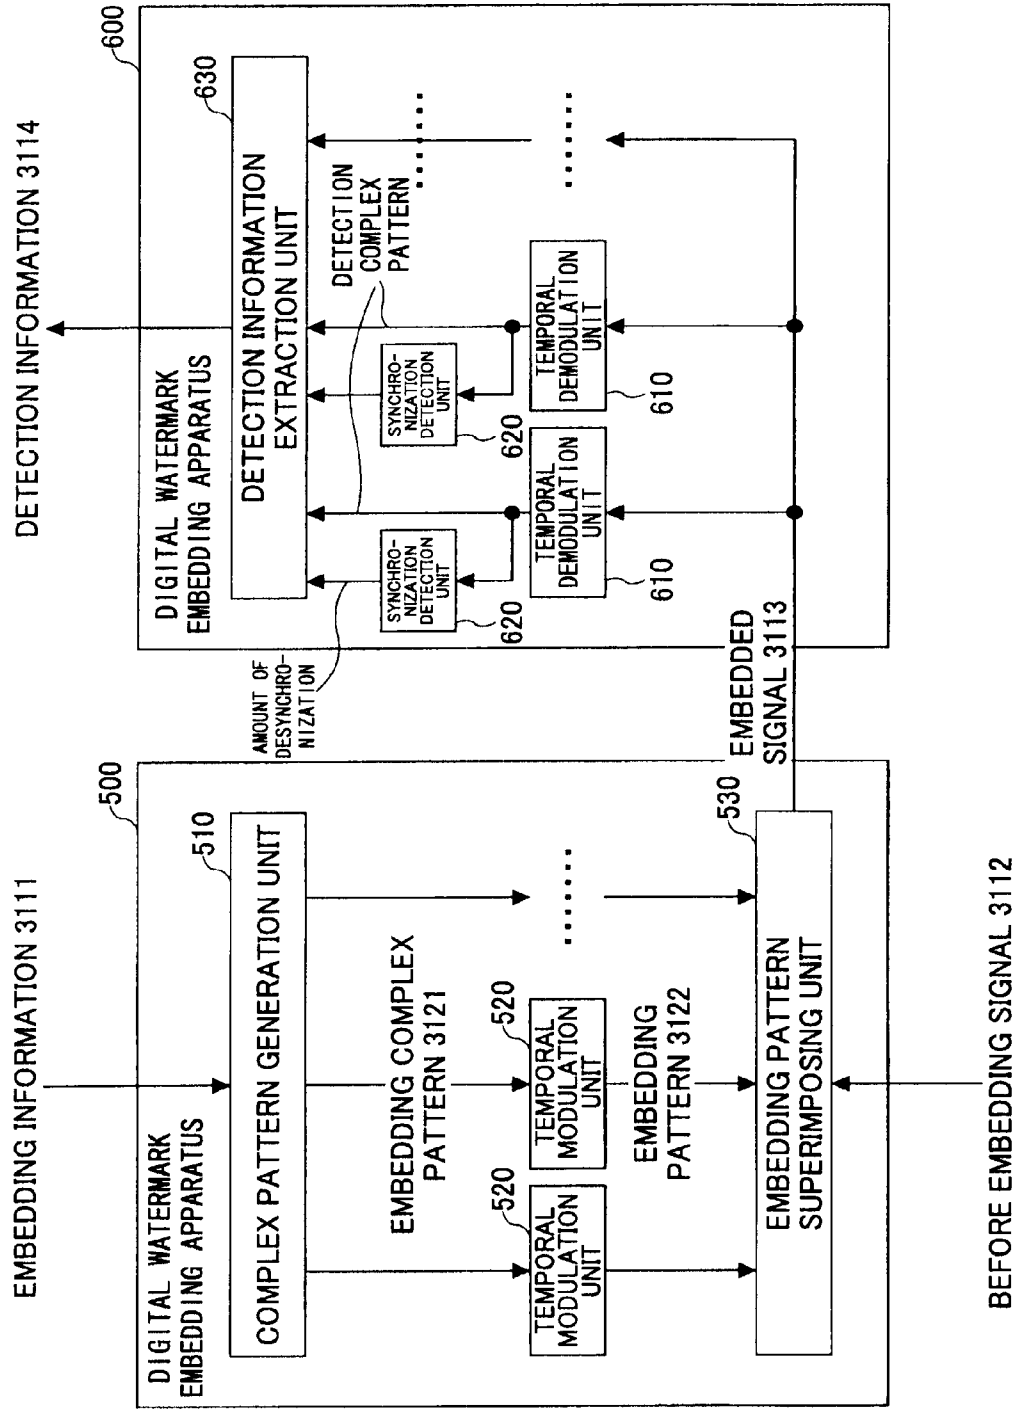 EMBEDDING INFORMATION 3111
500
DIGITAL WATERMARK
EMBEDDING APPARATUS
510
COMPLEX PATTERN GENERATION UNIT
EMBEDDING COMPLEX
PATTERN 3121
520
TEMPORAL
MODULATION
UNIT
520
TEMPORAL
MODULATION
UNIT
EMBEDDING
PATTERN 3122
530
EMBEDDING PATTERN
SUPERIMPOSING UNIT
BEFORE EMBEDDING SIGNAL 3112
EMBEDDED
SIGNAL 3113
DETECTION INFORMATION 3114
600
DIGITAL WATERMARK
EMBEDDING APPARATUS
630
DETECTION INFORMATION
EXTRACTION UNIT
AMOUNT OF
DESYNCHRO-
NIZATION
DETECTION
COMPLEX
PATTERN
SYNCHRO-
NIZATION
DETECTION
UNIT
620
SYNCHRO-
NIZATION
DETECTION
UNIT
620
TEMPORAL
DEMODULATION
UNIT
610
TEMPORAL
DEMODULATION
UNIT
610